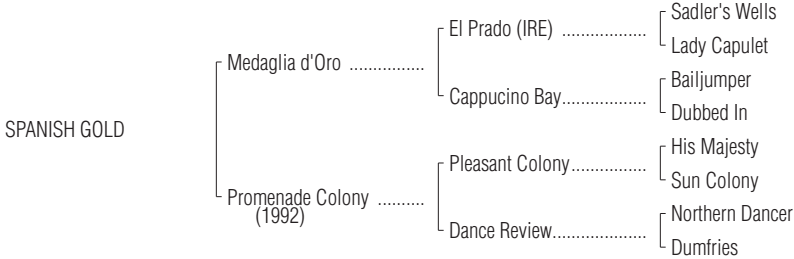 Sadler's Wells
El Prado (IRE) ..................
Lady Capulet
Medaglia d'Oro ................
Bailjumper
Cappucino Bay..................
Dubbed In
SPANISH GOLD
His Majesty
Pleasant Colony................
Sun Colony
Promenade Colony ..........
(1992)
Northern Dancer
Dance Review....................
Dumfries